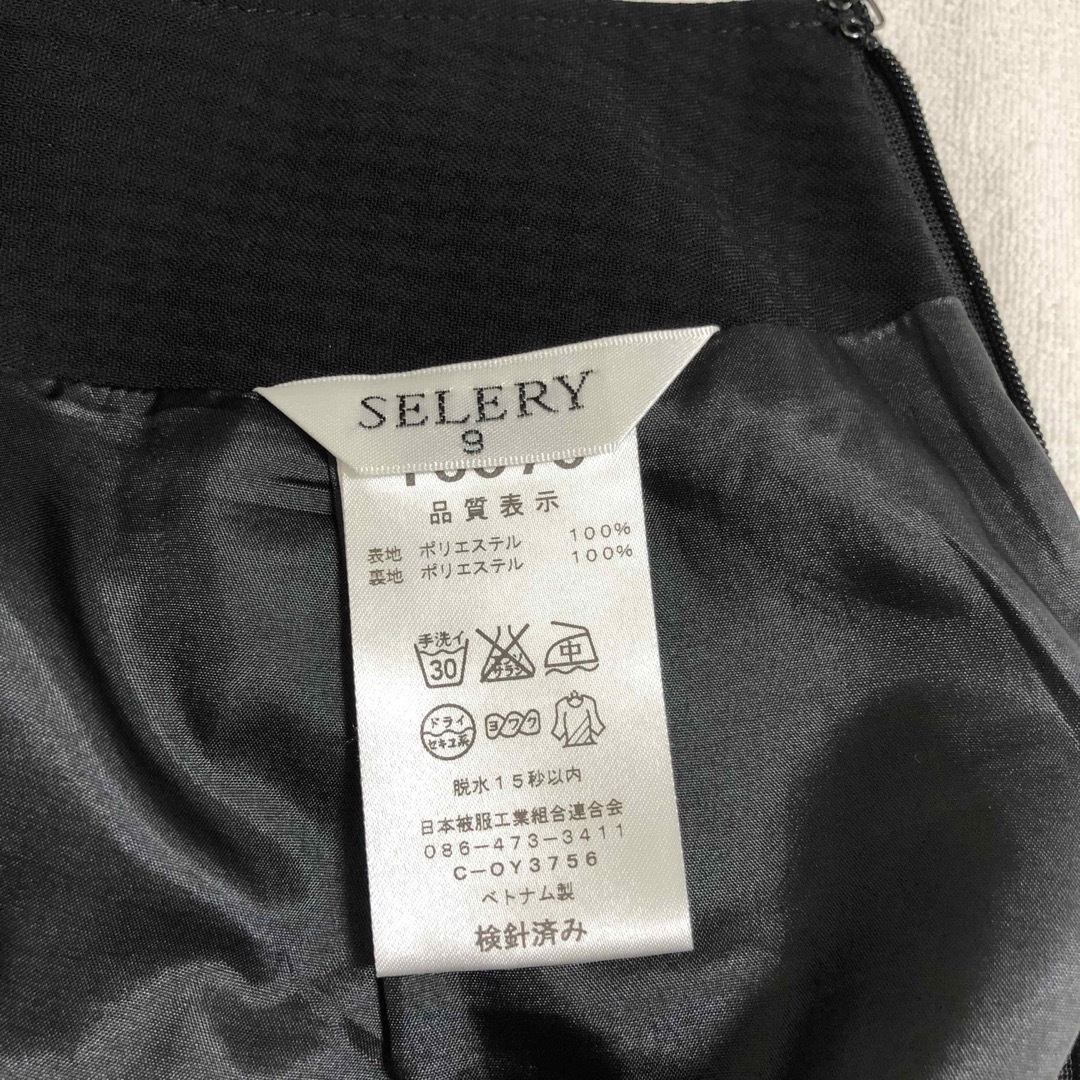 SELERY
9
品質表示
表地 ポリエステル 100%
裏地 ポリエステル 100%
手洗イ
30
サラシ
中
ドライ
セキユ系
ヨワク
脱水15秒以内
日本被服工業組合連合会
086-473-3411
C-OY3756
ベトナム製
検針済み